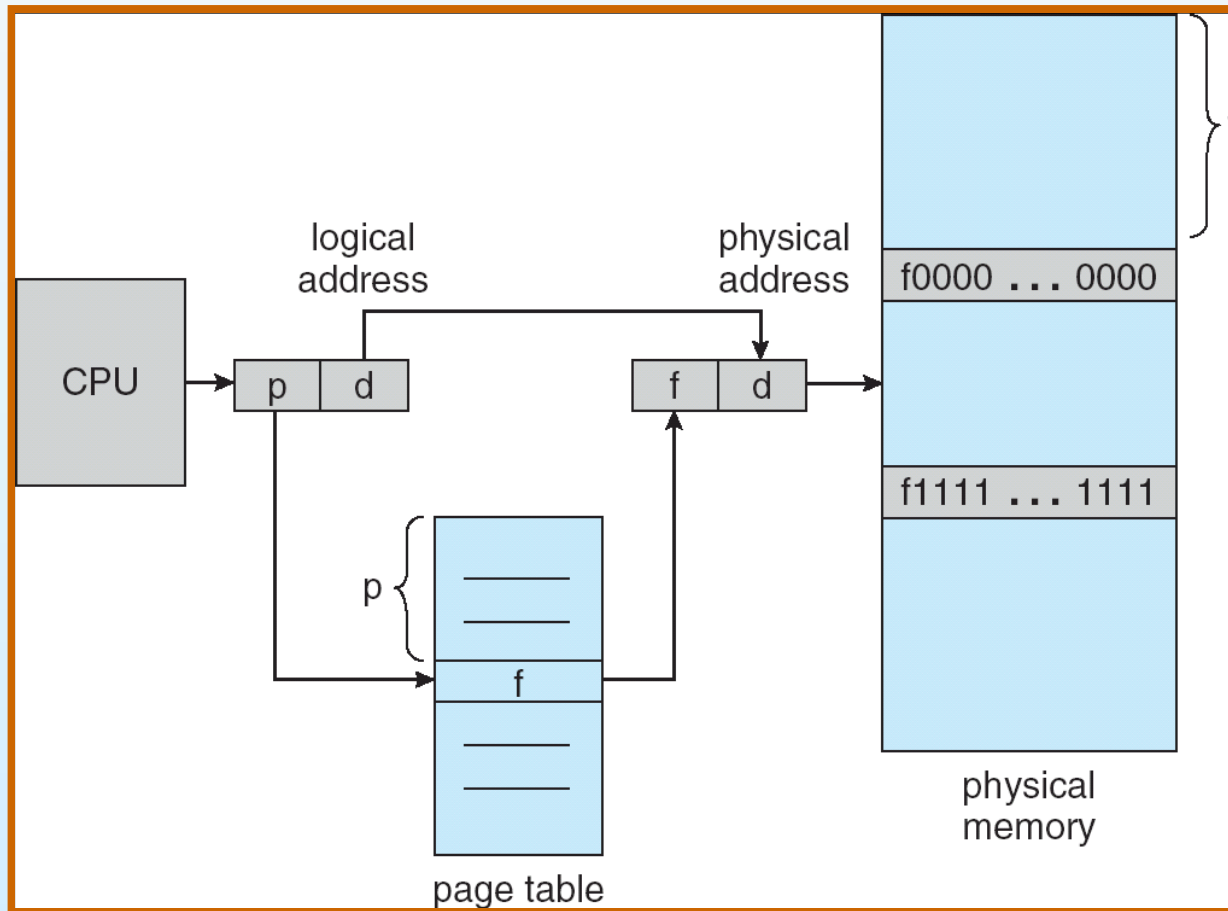 logical
address
physical
address
f0000 ... 0000
CPU
p
d
f
d
f1111 ... 1111
p
f
physical
memory
page table